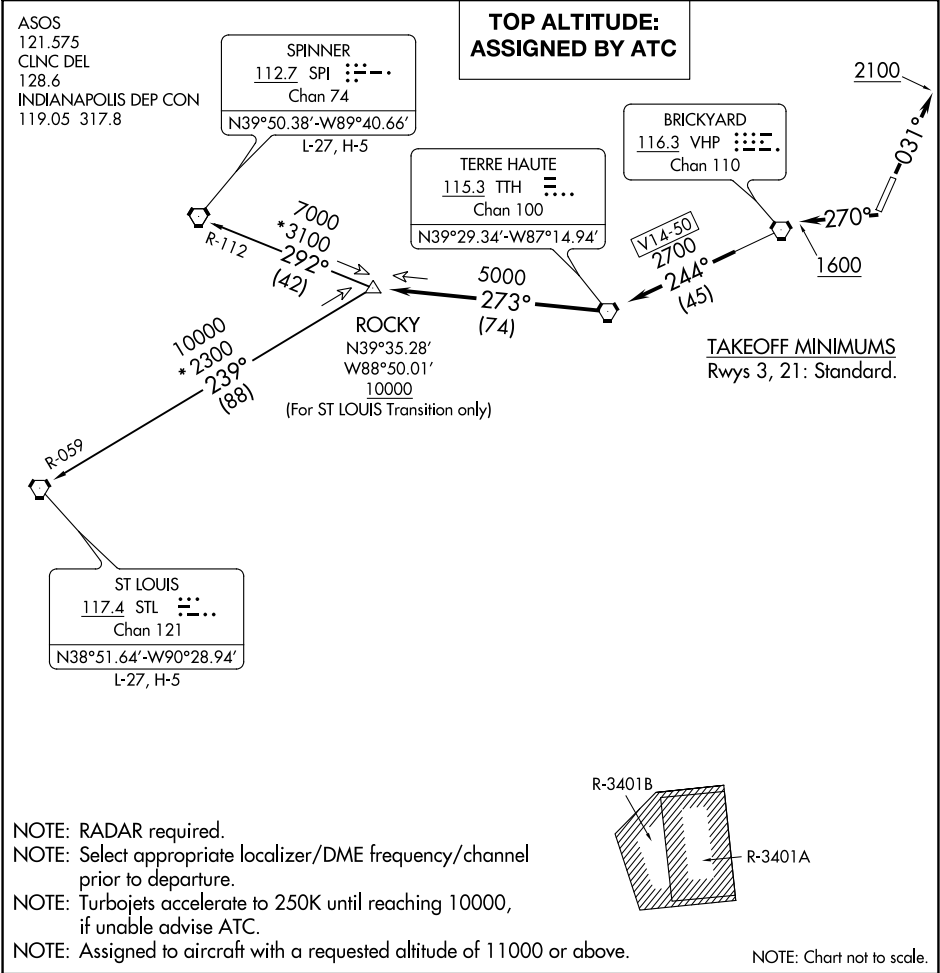 ASOS
121.575
CLNC DEL
128.6
INDIANAPOLIS DEP CON
119.05 317.8
TOP ALTITUDE:
ASSIGNED BY ATC
SPINNER
112.7 SPI
Chan 74
N39°50.38'-W89°40.66'
L-27, H-5
2100
BRICKYARD
116.3 VHP
Chan 110
031°
TERRE HAUTE
115.3 TTH
Chan 100
N39°29.34'-W87°14.94'
270°
1600
V14-50
2700
244°
(45)
R-112
7000
*3100
292°
(42)
5000
273°
(74)
ROCKY
N39°35.28'
W88°50.01'
10000
(For ST LOUIS Transition only)
TAKEOFF MINIMUMS
Rwys 3, 21: Standard.
10000
*2300
239°
(88)
R-059
ST LOUIS
117.4 STL
Chan 121
N38°51.64'-W90°28.94'
L-27, H-5
R-3401B
R-3401A
NOTE: RADAR required.
NOTE: Select appropriate localizer/DME frequency/channel
prior to departure.
NOTE: Turbojets accelerate to 250K until reaching 10000,
if unable advise ATC.
NOTE: Assigned to aircraft with a requested altitude of 11000 or above.
NOTE: Chart not to scale.